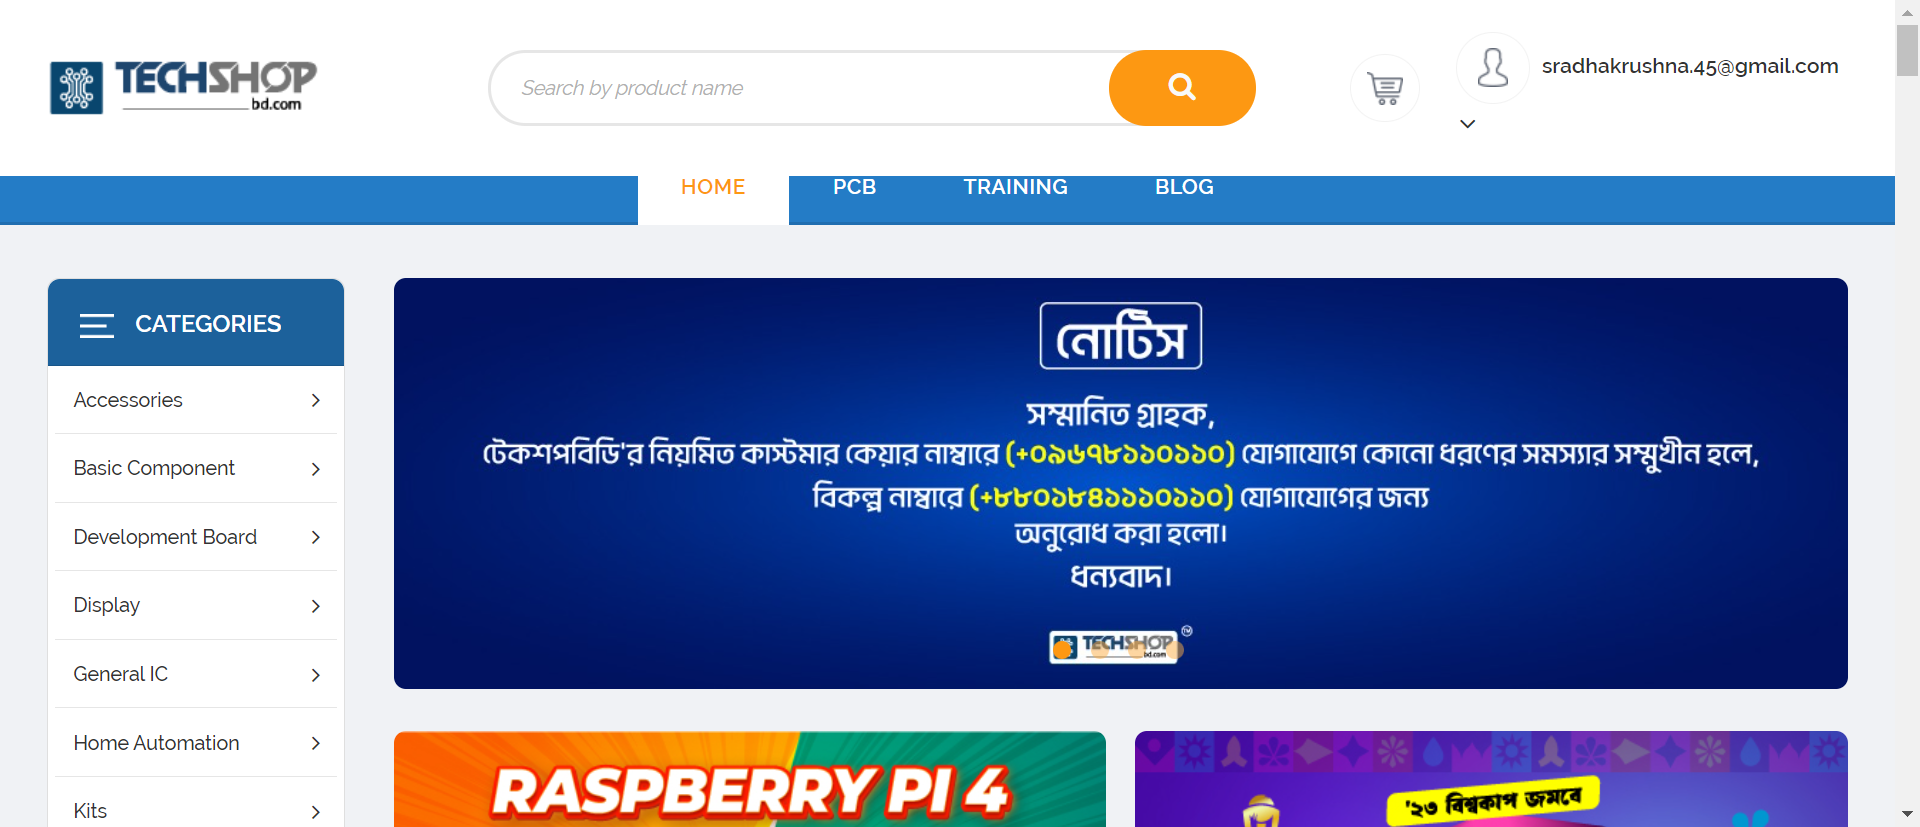 TECHSHOP
bd.com
Search by product name
sradhakrushna.45@gmail.com
HOME
PCB
TRAINING
BLOG
CATEGORIES
Accessories
Basic Component
Development Board
Display
General IC
Home Automation
Kits
নোটিস
সম্মানিত গ্রাহক,
টেকশপবিডি'র নিয়মিত কাস্টমার কেয়ার নাম্বারে (+০৯৬৭৮১১০১১০) যোগাযোগে কোনো ধরণের সমস্যার সম্মুখীন হলে,
বিকল্প নাম্বারে (+৮৮০১৮৪১১১০১১০) যোগাযোগের জন্য
অনুরোধ করা হলো।
ধন্যবাদ।
TECHSHOP TM
bd.com
RASPBERRY PI 4
'২৩ বিশ্বকাপ জমবে